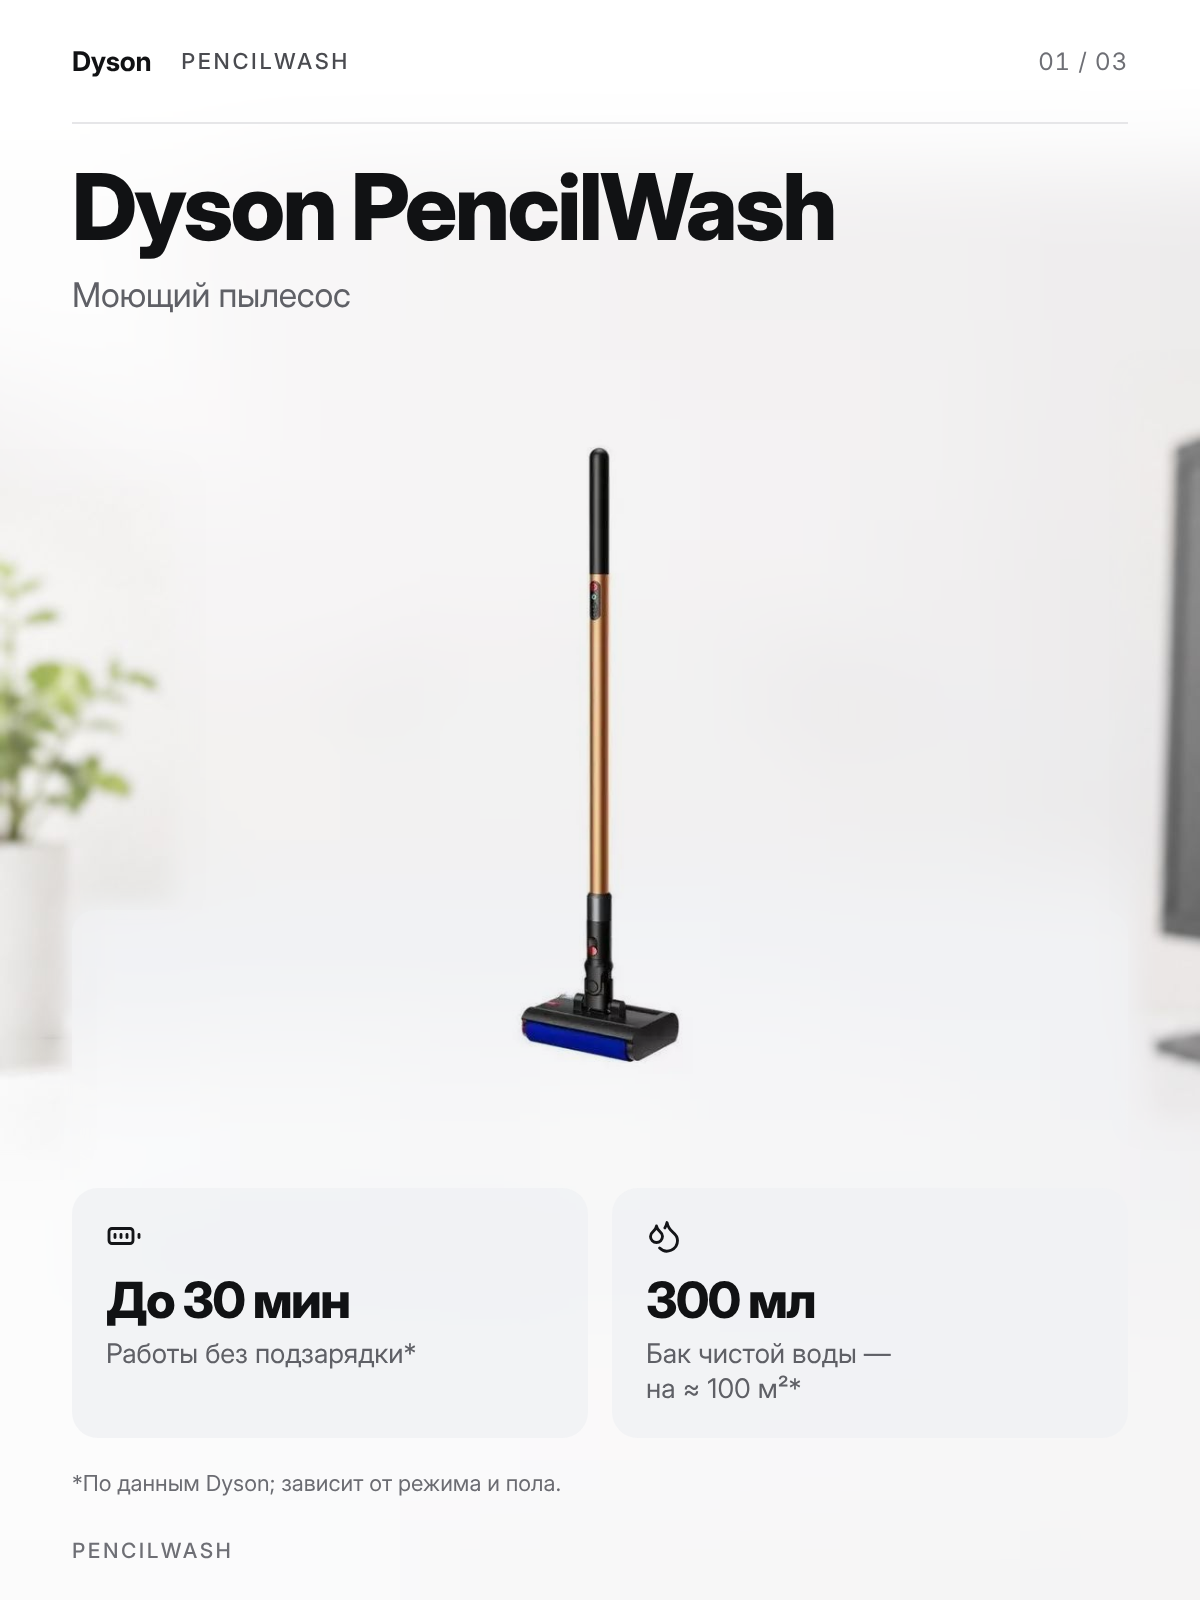 Dyson PENCILWASH 01 / 03
Dyson PencilWash
Моющий пылесос
До 30 мин
Работы без подзарядки*
300 мл
Бак чистой воды —
на ≈ 100 м²*
*По данным Dyson; зависит от режима и пола.
PENCILWASH